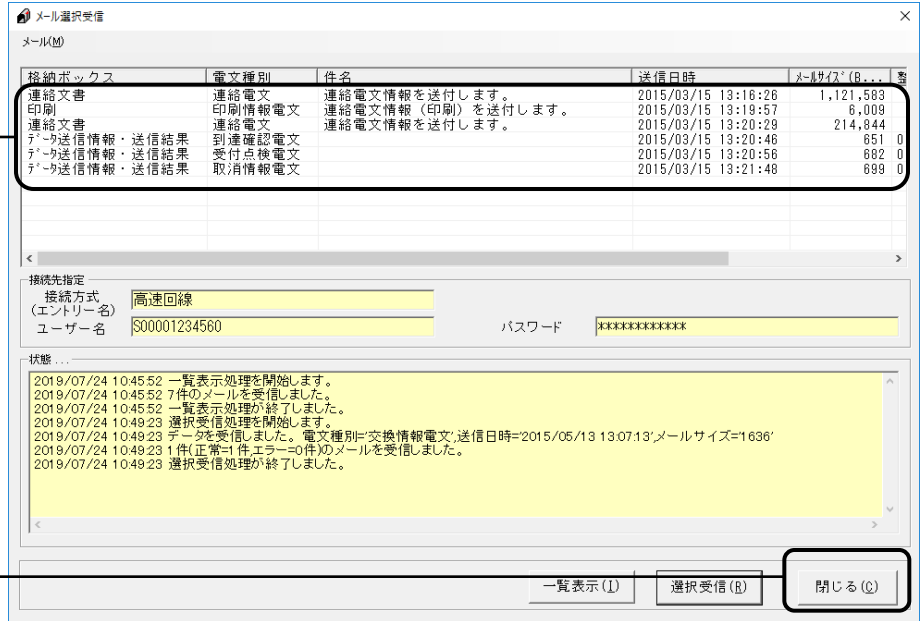 メール選択受信
メール(M)
格納ボックス 電文種別 件名 送信日時 メールサイズ(B...
連絡文書 連絡電文 連絡電文情報を送付します。 2015/03/15 13:16:26 1,121,583
印刷 印刷情報電文 連絡電文情報（印刷）を送付します。 2015/03/15 13:19:57 6,009
連絡文書 連絡電文 連絡電文情報を送付します。 2015/03/15 13:20:29 214,844
データ送信情報・送信結果 到達確認電文 2015/03/15 13:20:46 651 0
データ送信情報・送信結果 受付点検電文 2015/03/15 13:20:56 682 0
データ送信情報・送信結果 取消情報電文 2015/03/15 13:21:48 699 0
接続先指定
接続方式
（エントリー名） 高速回線
ユーザー名 S00001234560 パスワード ************
状態 ...
2019/07/24 10:45:52 一覧表示処理を開始します。
2019/07/24 10:45:52 7件のメールを受信しました。
2019/07/24 10:45:52 一覧表示処理が終了しました。
2019/07/24 10:49:23 選択受信処理を開始します。
2019/07/24 10:49:23 データを受信しました。電文種別='交換情報電文',送信日時='2015/05/13 13:07:13',メールサイズ='1636'
2019/07/24 10:49:23 1件(正常=1件,エラー=0件)のメールを受信しました。
2019/07/24 10:49:23 選択受信処理が終了しました。
一覧表示(I) 選択受信(R) 閉じる(C)